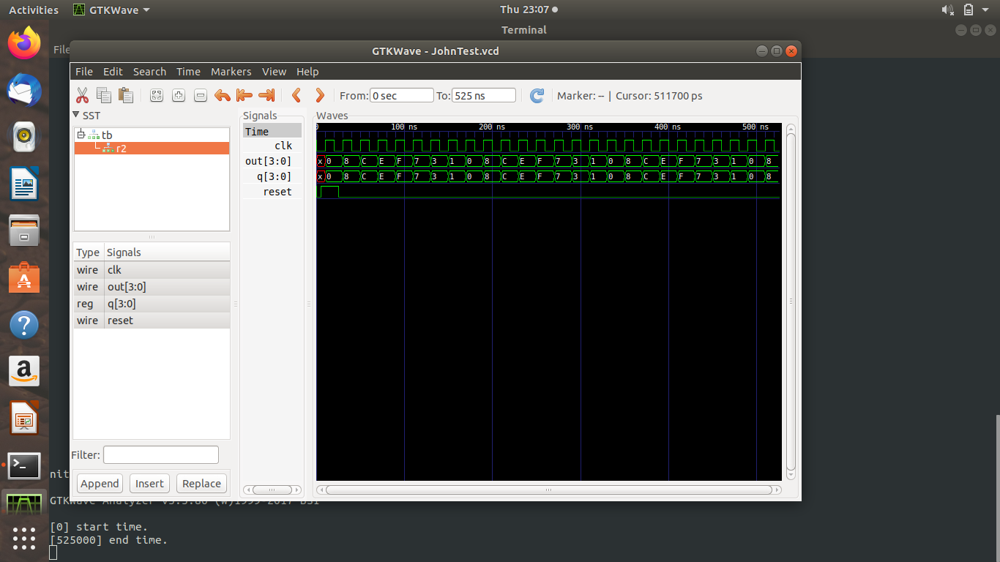 Activities GTKWave Thu 23:07
Terminal
File
GTKWave - JohnTest.vcd
File Edit Search Time Markers View Help
From: 0 sec To: 525 ns Marker: -- | Cursor: 511700 ps
SST
tb
r2
Type Signals
wire clk
wire out[3:0]
reg q[3:0]
wire reset
Filter:
Append Insert Replace
Signals
Time
clk
out[3:0]
q[3:0]
reset
Waves
0 100 ns 200 ns 300 ns 400 ns 500 ns
x 0 8 C E F 7 3 1 0 8 C E F 7 3 1 0 8 C E F 7 3 1 0 8
x 0 8 C E F 7 3 1 0 8 C E F 7 3 1 0 8 C E F 7 3 1 0 8
nit
GTKWave Analyzer v3.3.86 (w)1999-2017 BSI
[0] start time.
[525000] end time.